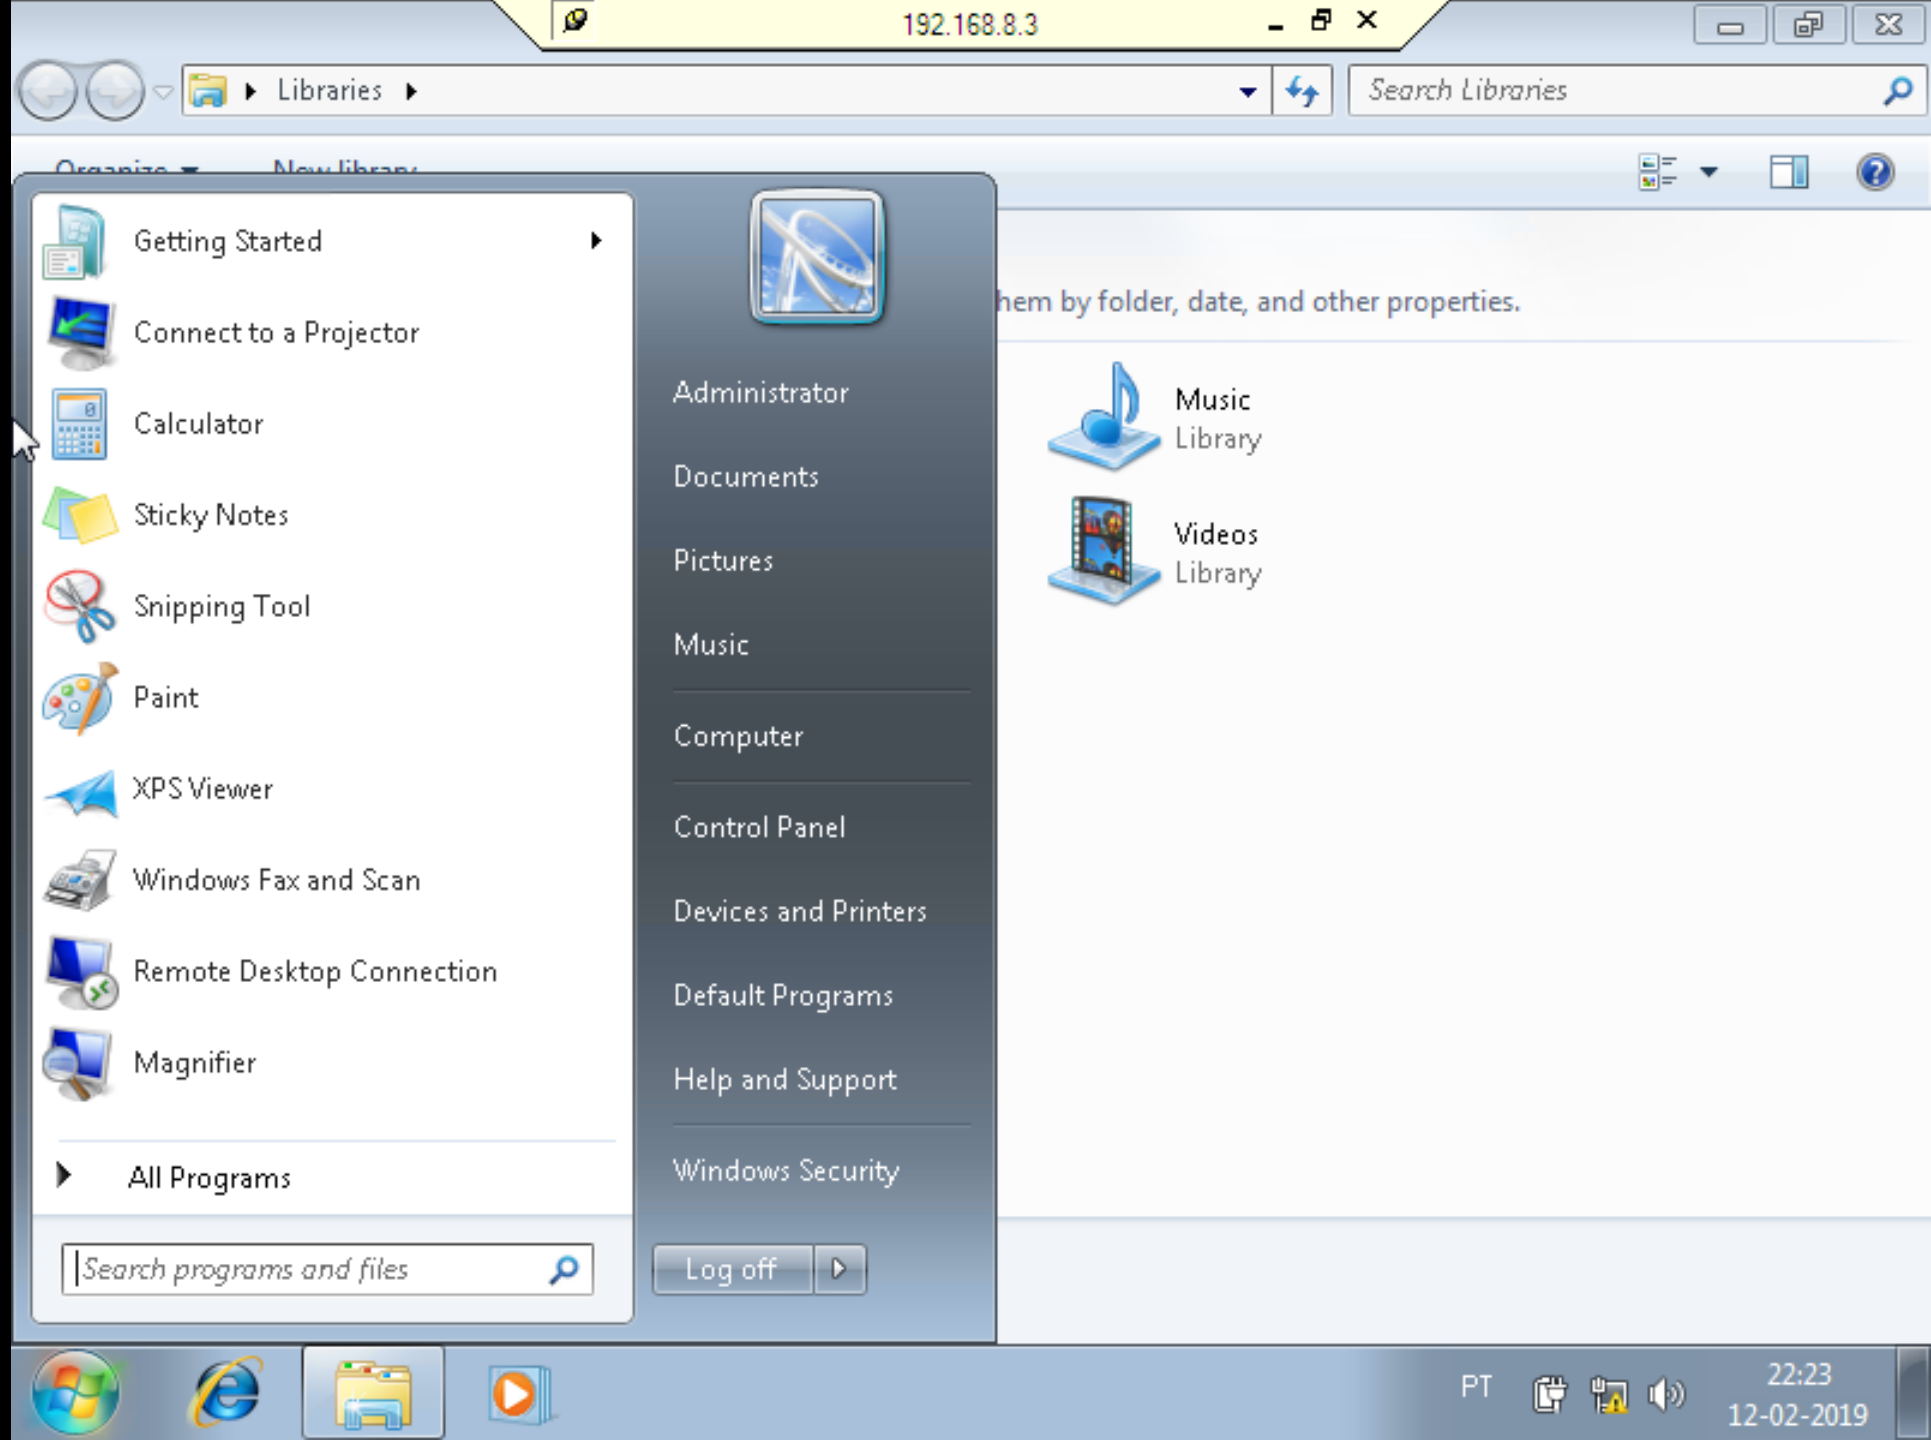 192.168.8.3
Libraries
Search Libraries
Organize
New library
Getting Started
Connect to a Projector
Calculator
Sticky Notes
Snipping Tool
Paint
XPS Viewer
Windows Fax and Scan
Remote Desktop Connection
Magnifier
All Programs
Search programs and files
Administrator
Documents
Pictures
Music
Computer
Control Panel
Devices and Printers
Default Programs
Help and Support
Windows Security
Log off
hem by folder, date, and other properties.
Music
Library
Videos
Library
PT
22:23
12-02-2019